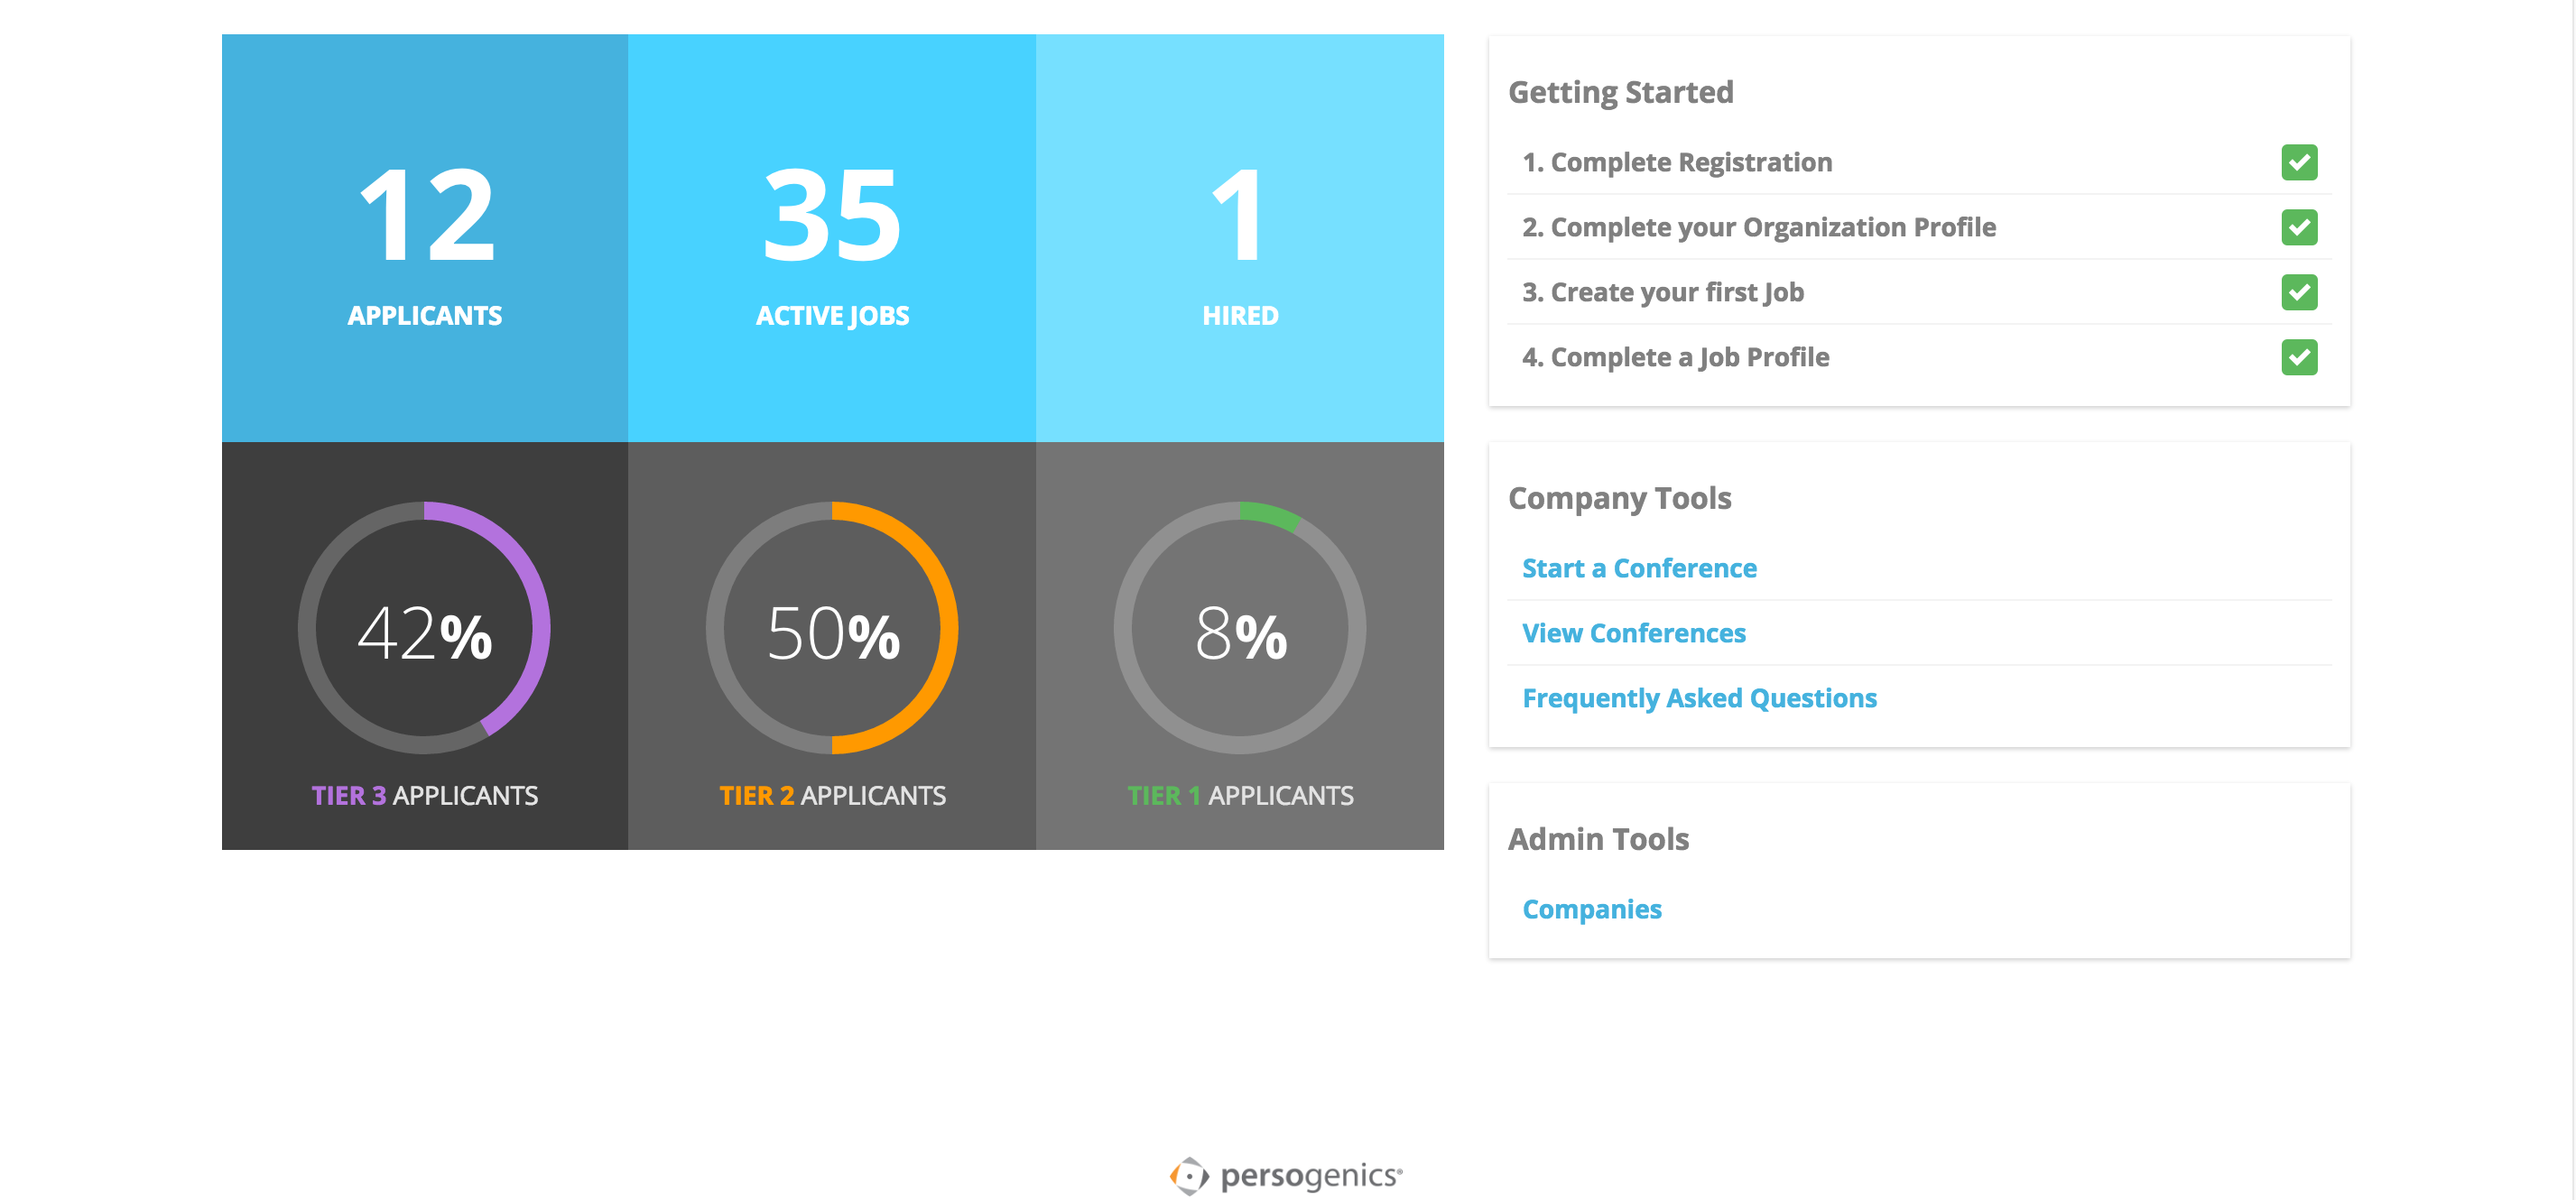 12
APPLICANTS
35
ACTIVE JOBS
1
HIRED
42%
TIER 3 APPLICANTS
50%
TIER 2 APPLICANTS
8%
TIER 1 APPLICANTS
Getting Started
1. Complete Registration
2. Complete your Organization Profile
3. Create your first Job
4. Complete a Job Profile
Company Tools
Start a Conference
View Conferences
Frequently Asked Questions
Admin Tools
Companies
persogenics®